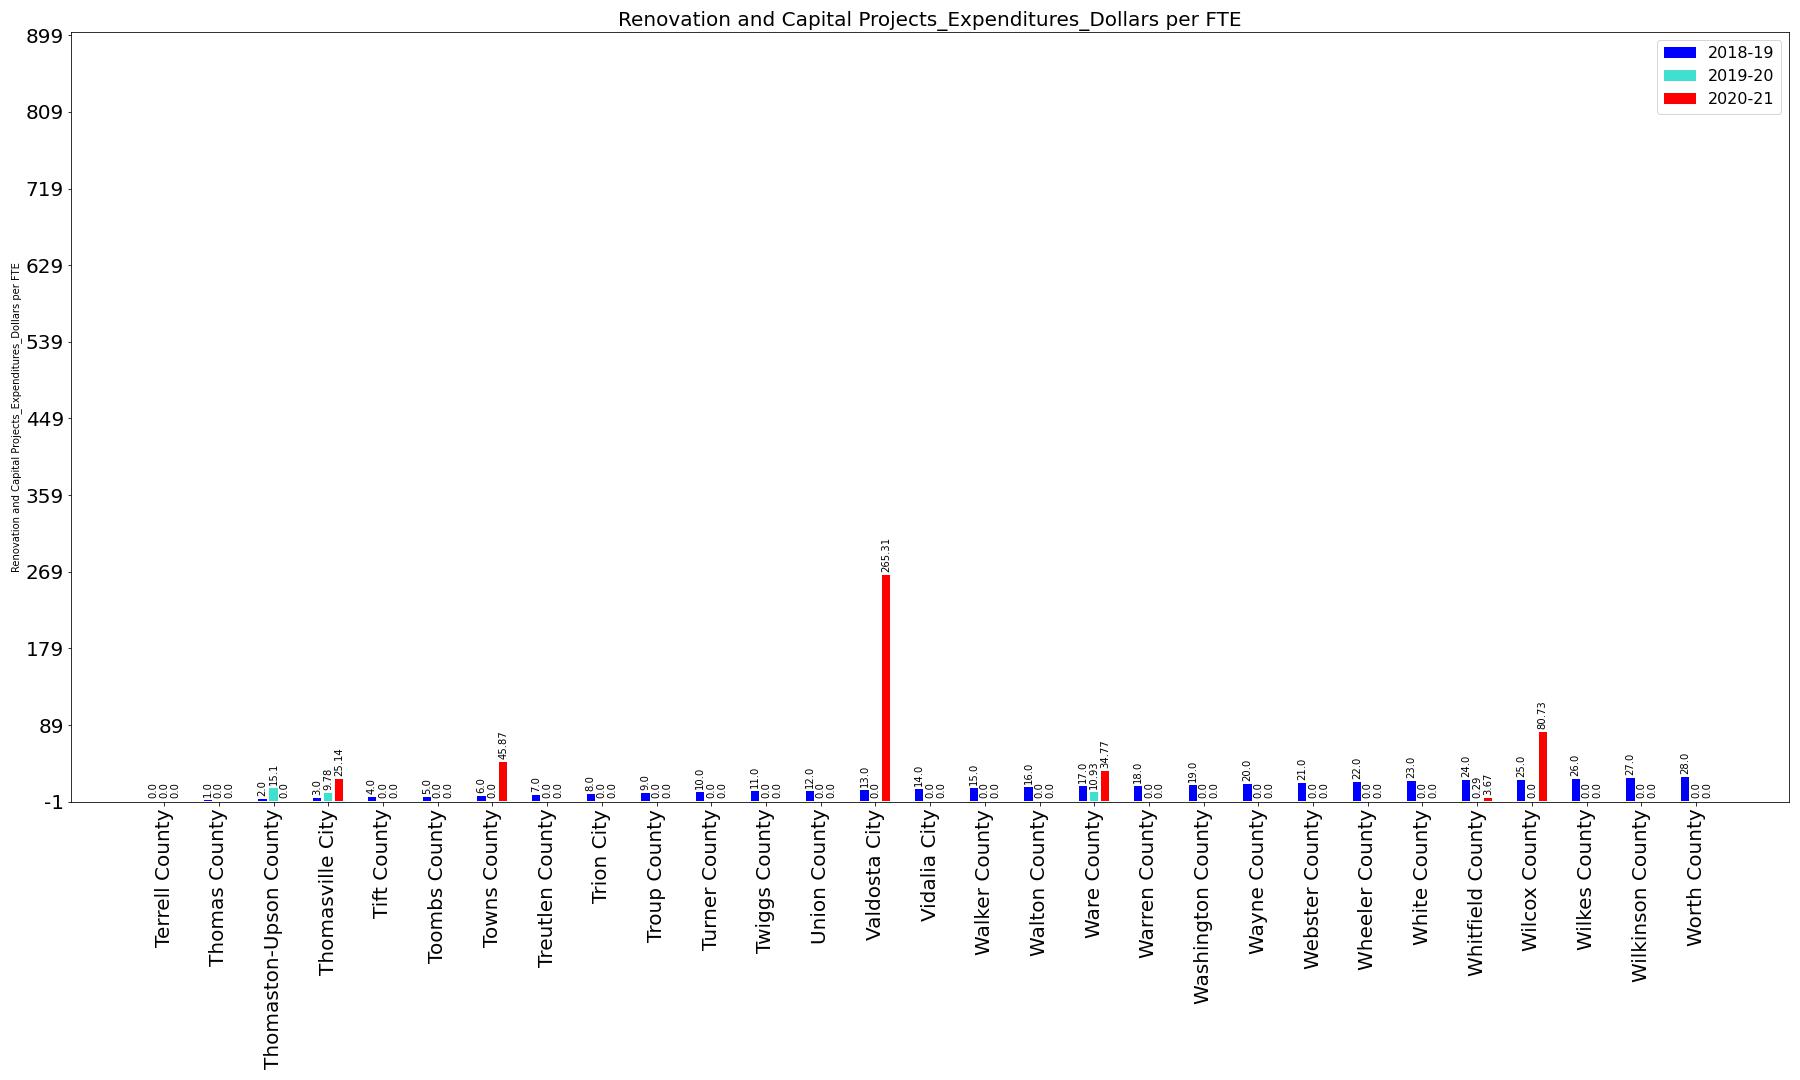 Renovation and Capital Projects_Expenditures_Dollars per FTE
2018-19
2019-20
2020-21
Renovation and Capital Projects_Expenditures_Dollars per FTE
899
809
719
629
539
449
359
269
179
89
-1
0.0 0.0 0.0
1.0 0.0 0.0
2.0 15.1 0.0
3.0 9.78 25.14
4.0 0.0 0.0
5.0 0.0 0.0
6.0 0.0 45.87
7.0 0.0 0.0
8.0 0.0 0.0
9.0 0.0 0.0
10.0 0.0 0.0
11.0 0.0 0.0
12.0 0.0 0.0
13.0 0.0 265.31
14.0 0.0 0.0
15.0 0.0 0.0
16.0 0.0 0.0
17.0 10.93 34.77
18.0 0.0 0.0
19.0 0.0 0.0
20.0 0.0 0.0
21.0 0.0 0.0
22.0 0.0 0.0
23.0 0.0 0.0
24.0 0.29 3.67
25.0 0.0 80.73
26.0 0.0 0.0
27.0 0.0 0.0
28.0 0.0 0.0
Terrell County
Thomas County
Thomaston-Upson County
Thomasville City
Tift County
Toombs County
Towns County
Treutlen County
Trion City
Troup County
Turner County
Twiggs County
Union County
Valdosta City
Vidalia City
Walker County
Walton County
Ware County
Warren County
Washington County
Wayne County
Webster County
Wheeler County
White County
Whitfield County
Wilcox County
Wilkes County
Wilkinson County
Worth County